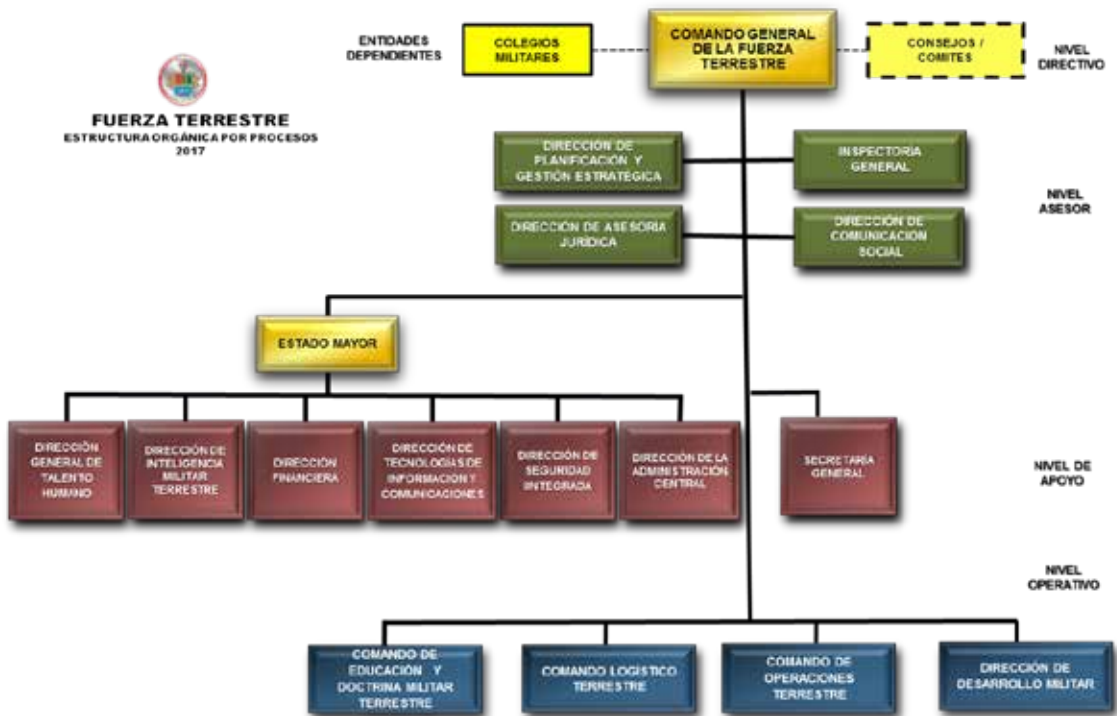 ENTIDADES
DEPENDIENTES
COLEGIOS
MILITARES
COMANDO GENERAL
DE LA FUERZA
TERRESTRE
CONSEJOS /
COMITES
NIVEL
DIRECTIVO
FUERZA TERRESTRE
ESTRUCTURA ORGÁNICA POR PROCESOS
2017
DIRECCIÓN DE
PLANIFICACIÓN Y
GESTIÓN ESTRATÉGICA
INSPECTORÍA
GENERAL
NIVEL
ASESOR
DIRECCIÓN DE ASESORÍA
JURÍDICA
DIRECCIÓN DE
COMUNICACIÓN
SOCIAL
ESTADO MAYOR
DIRECCIÓN
GENERAL DE
TALENTO
HUMANO
DIRECCIÓN DE
INTELIGENCIA
MILITAR
TERRESTRE
DIRECCIÓN
FINANCIERA
DIRECCIÓN DE
TECNOLOGÍAS DE
INFORMACIÓN Y
COMUNICACIONES
DIRECCIÓN DE
SEGURIDAD
INTEGRADA
DIRECCIÓN DE LA
ADMINISTRACIÓN
CENTRAL
SECRETARÍA
GENERAL
NIVEL DE
APOYO
NIVEL
OPERATIVO
COMANDO DE
EDUCACIÓN Y
DOCTRINA MILITAR
TERRESTRE
COMANDO LOGÍSTICO
TERRESTRE
COMANDO DE
OPERACIONES
TERRESTRE
DIRECCIÓN DE
DESARROLLO MILITAR